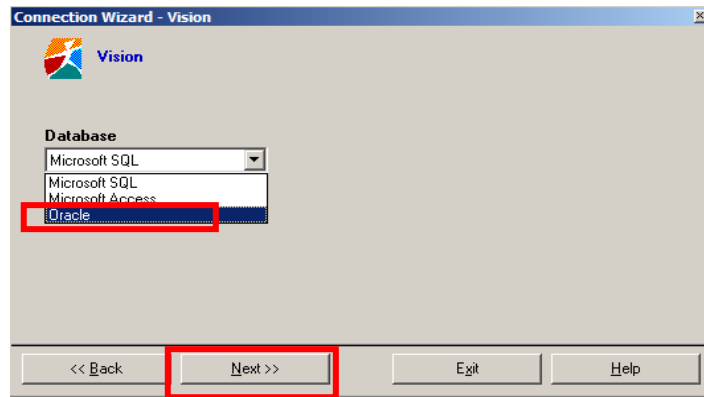 Connection Wizard - Vision
Vision
Database
Microsoft SQL
Microsoft SQL
Microsoft Access
Oracle
<< Back Next >> Exit Help